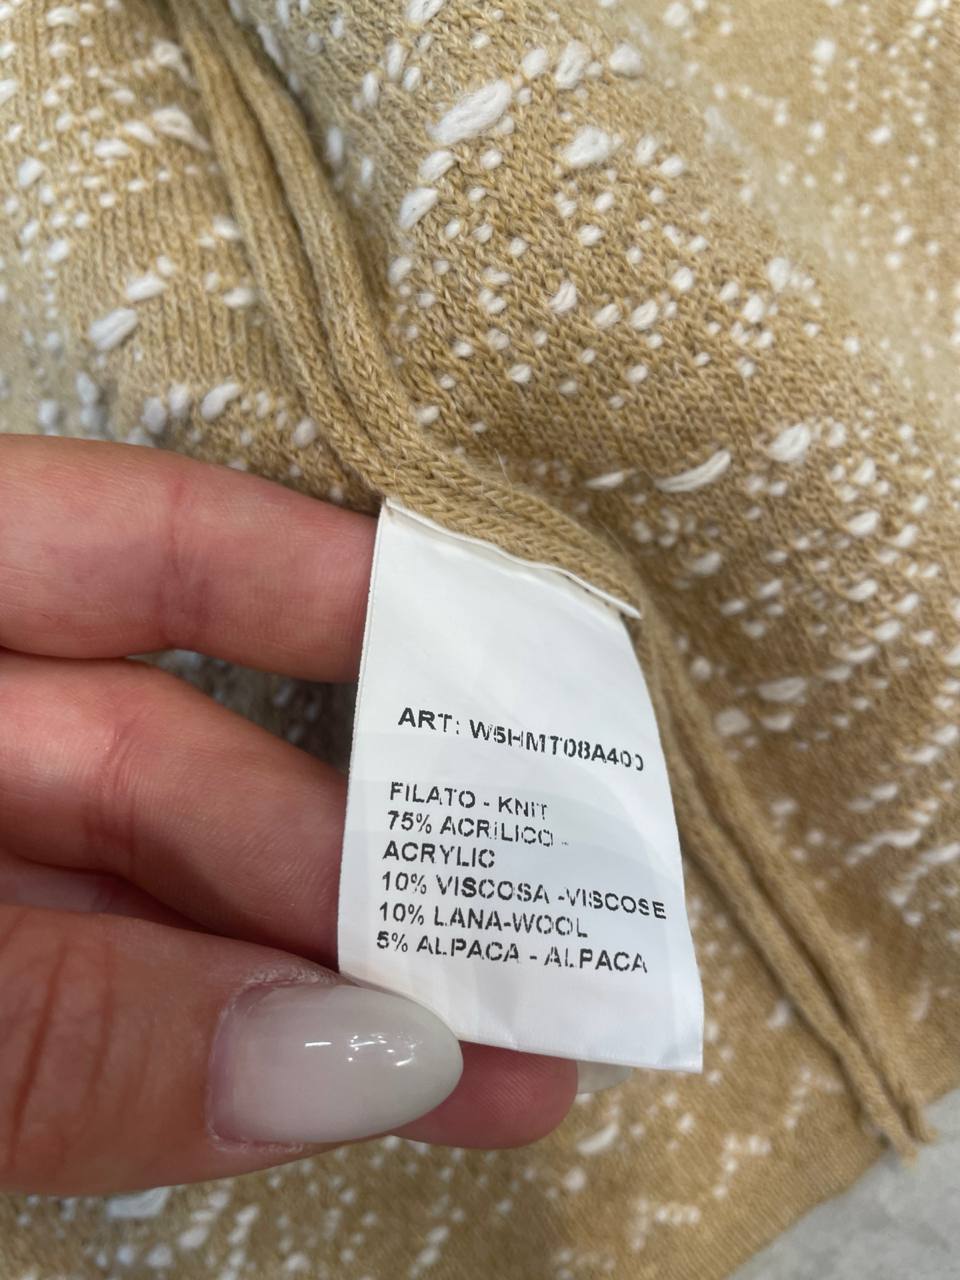 ART: W5HMT08A400
FILATO - KNIT
75% ACRILICO -
ACRYLIC
10% VISCOSA -VISCOSE
10% LANA-WOOL
5% ALPACA - ALPACA